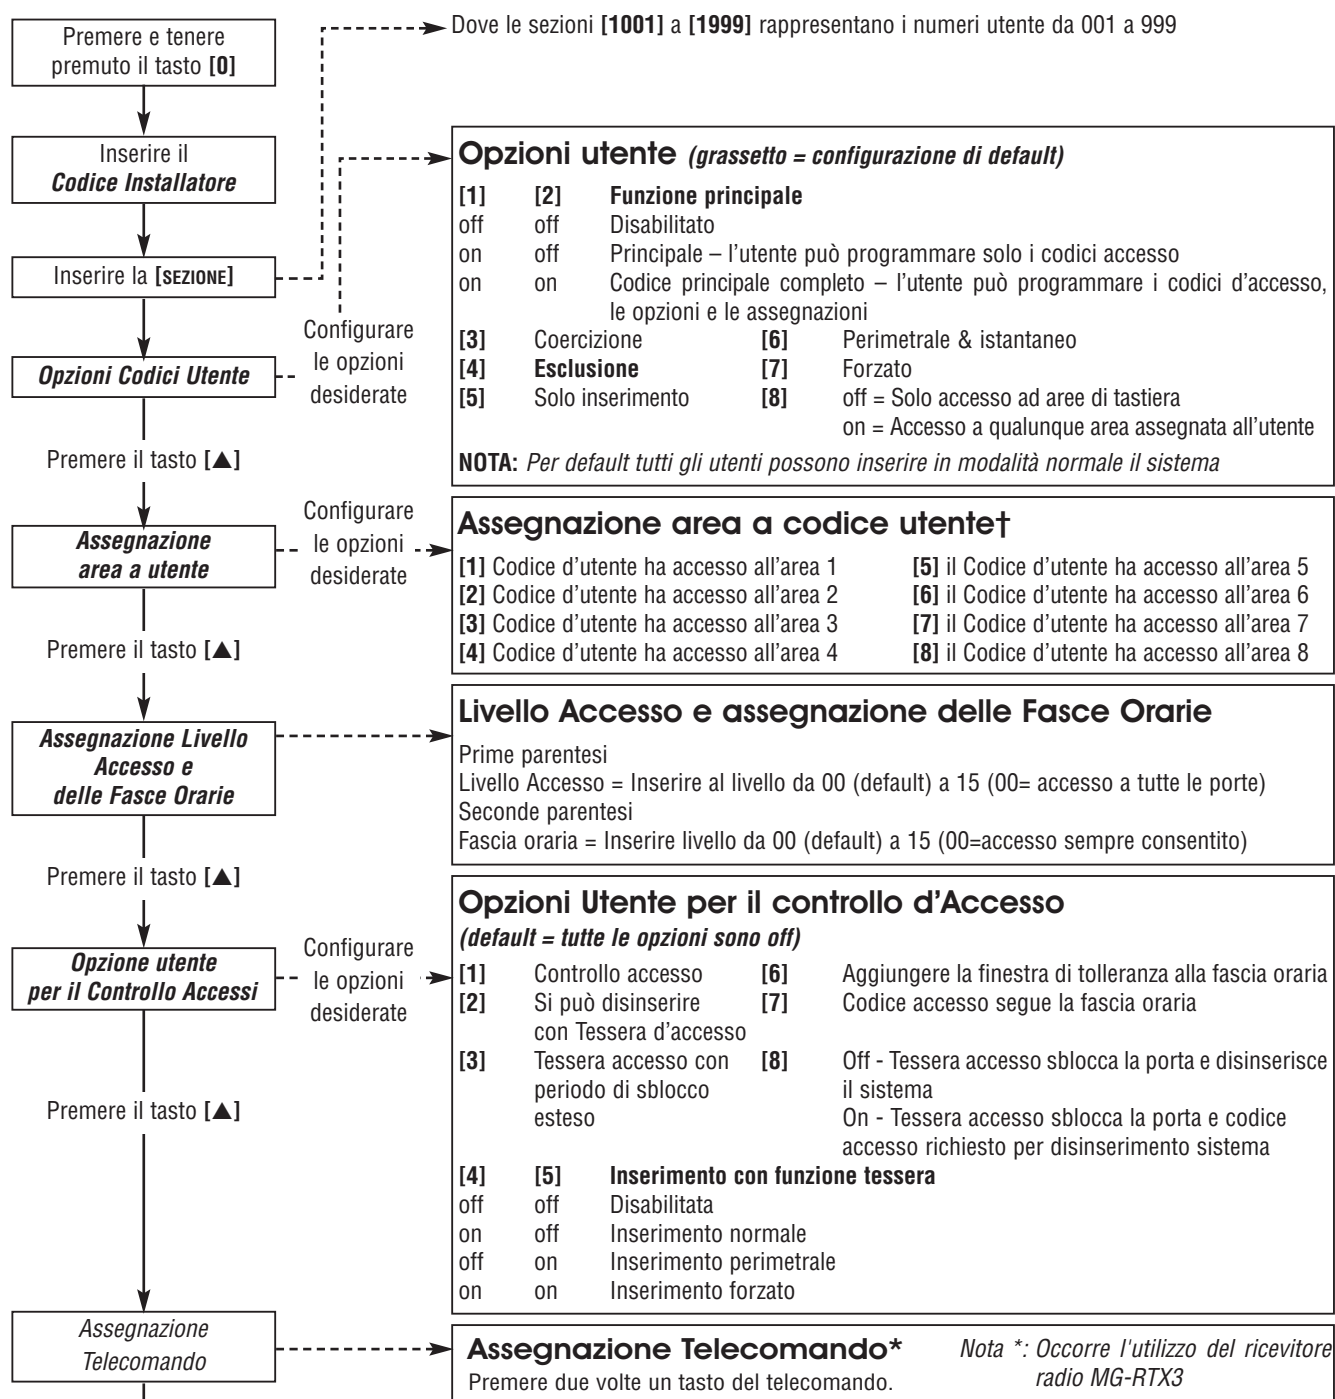 Premere e tenere
premuto il tasto [0]
Dove le sezioni [1001] a [1999] rappresentano i numeri utente da 001 a 999
Inserire il
Codice Installatore
Inserire la [SEZIONE]
Configurare
le opzioni
desiderate
Opzioni Codici Utente
Opzioni utente (grassetto = configurazione di default)
[1] [2] Funzione principale
off off Disabilitato
on off Principale – l'utente può programmare solo i codici accesso
on on Codice principale completo – l'utente può programmare i codici d'accesso,
le opzioni e le assegnazioni
[3] Coercizione [6] Perimetrale & istantaneo
[4] Esclusione [7] Forzato
[5] Solo inserimento [8] off = Solo accesso ad aree di tastiera
on = Accesso a qualunque area assegnata all'utente
NOTA: Per default tutti gli utenti possono inserire in modalità normale il sistema
Premere il tasto [▲]
Assegnazione
area a utente
Configurare
le opzioni
desiderate
Assegnazione area a codice utente†
[1] Codice d'utente ha accesso all'area 1 [5] il Codice d'utente ha accesso all'area 5
[2] Codice d'utente ha accesso all'area 2 [6] il Codice d'utente ha accesso all'area 6
[3] Codice d'utente ha accesso all'area 3 [7] il Codice d'utente ha accesso all'area 7
[4] Codice d'utente ha accesso all'area 4 [8] il Codice d'utente ha accesso all'area 8
Premere il tasto [▲]
Assegnazione Livello
Accesso e
delle Fasce Orarie
Livello Accesso e assegnazione delle Fasce Orarie
Prime parentesi
Livello Accesso = Inserire al livello da 00 (default) a 15 (00= accesso a tutte le porte)
Seconde parentesi
Fascia oraria = Inserire livello da 00 (default) a 15 (00=accesso sempre consentito)
Premere il tasto [▲]
Opzione utente
per il Controllo Accessi
Configurare
le opzioni
desiderate
Opzioni Utente per il controllo d'Accesso
(default = tutte le opzioni sono off)
[1] Controllo accesso [6] Aggiungere la finestra di tolleranza alla fascia oraria
[2] Si può disinserire [7] Codice accesso segue la fascia oraria
con Tessera d'accesso
[3] Tessera accesso con [8] Off - Tessera accesso sblocca la porta e disinserisce
periodo di sblocco il sistema
esteso On - Tessera accesso sblocca la porta e codice
accesso richiesto per disinserimento sistema
[4] [5] Inserimento con funzione tessera
off off Disabilitata
on off Inserimento normale
off on Inserimento perimetrale
on on Inserimento forzato
Premere il tasto [▲]
Assegnazione
Telecomando
Assegnazione Telecomando*
Premere due volte un tasto del telecomando.
Nota *: Occorre l'utilizzo del ricevitore
radio MG-RTX3